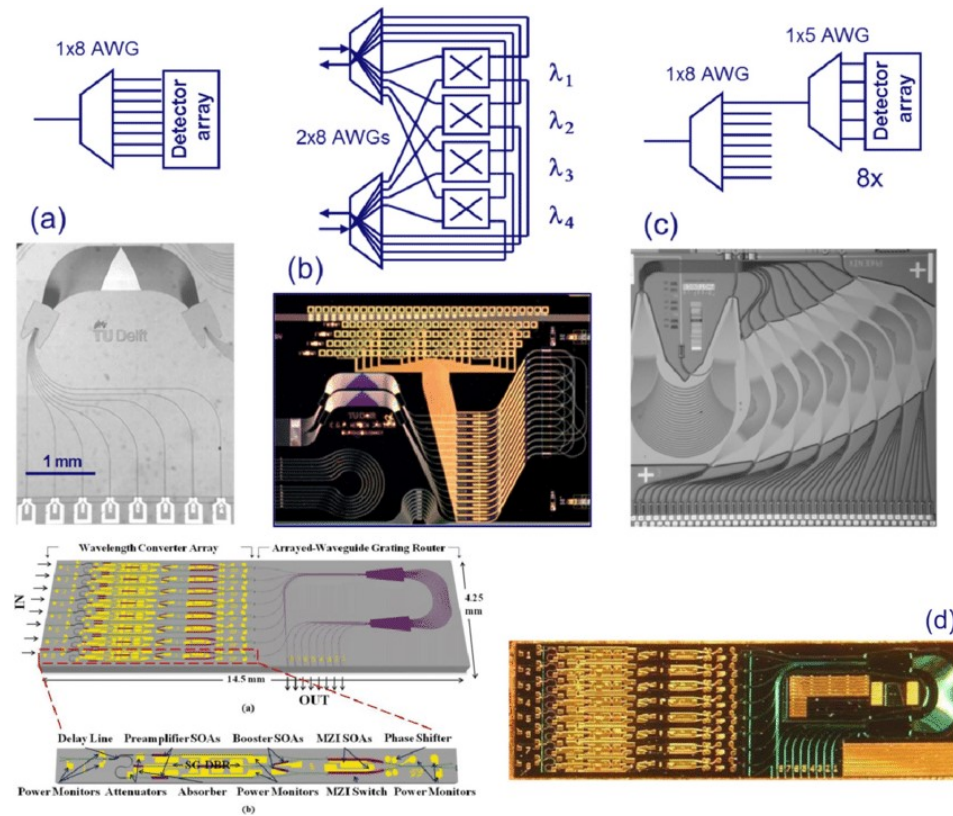 1x8 AWG
Detector array
(a)
2x8 AWGs
λ1
λ2
λ3
λ4
(b)
1x8 AWG
1x5 AWG
Detector array
8x
(c)
TU Delft
1 mm
Wavelength Converter Array
Arrayed-Waveguide Grating Router
IN
4.25 mm
14.5 mm
OUT
(a)
Delay Line Preamplifier SOAs Booster SOAs MZI SOAs Phase Shifter
SG-DBR
Power Monitors Attenuators Absorber Power Monitors MZI Switch Power Monitors
(b)
(d)